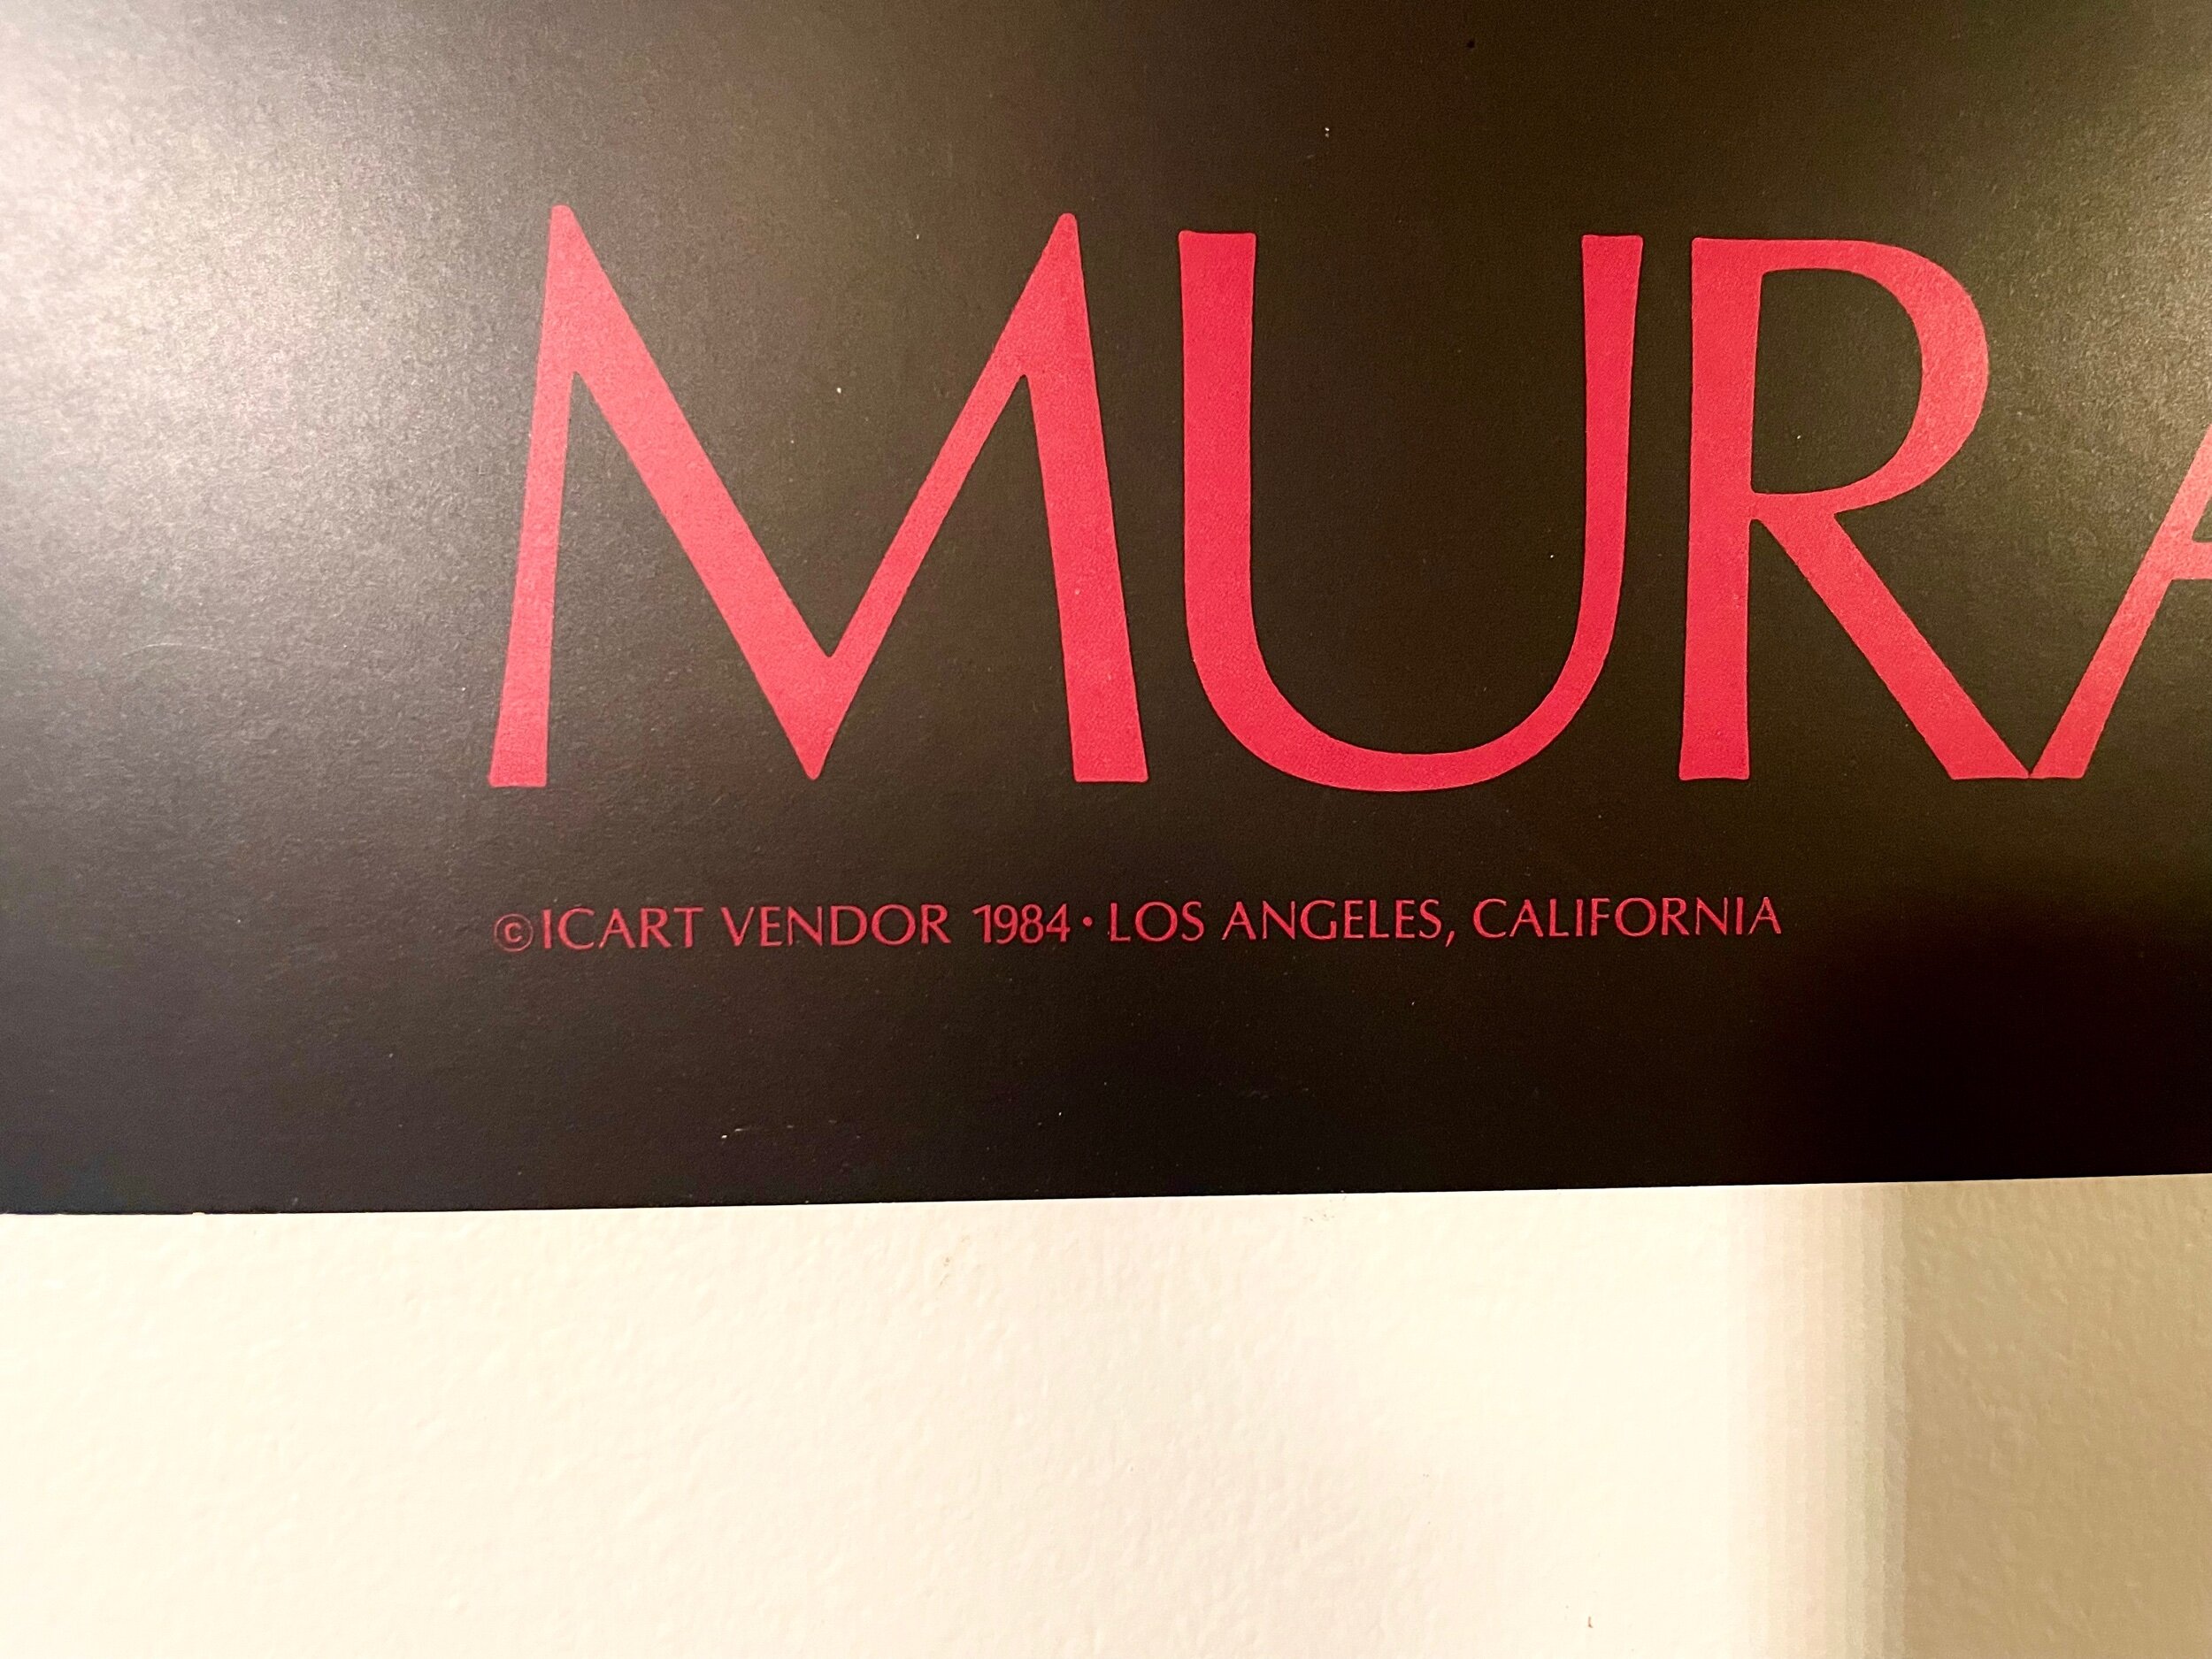 MURA
©ICART VENDOR 1984 · LOS ANGELES, CALIFORNIA